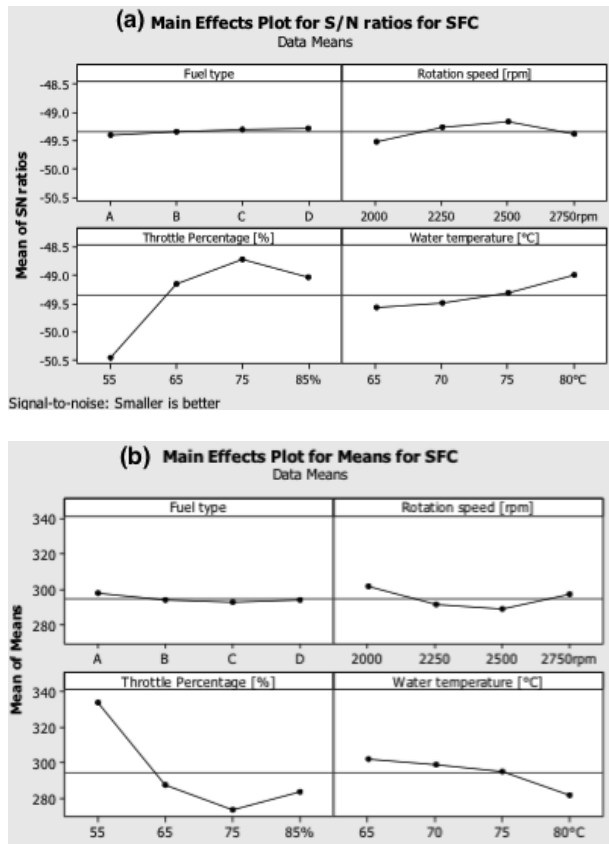 (a) Main Effects Plot for S/N ratios for SFC
Data Means
Fuel type Rotation speed [rpm]
-48.5
-49.0
-49.5
-50.0
-50.5
A B C D 2000 2250 2500 2750rpm
Throttle Percentage [%] Water temperature [°C]
-48.5
-49.0
-49.5
-50.0
-50.5
55 65 75 85% 65 70 75 80°C
Mean of SN ratios
Signal-to-noise: Smaller is better
(b) Main Effects Plot for Means for SFC
Data Means
Fuel type Rotation speed [rpm]
340
320
300
280
A B C D 2000 2250 2500 2750rpm
Throttle Percentage [%] Water temperature [°C]
340
320
300
280
55 65 75 85% 65 70 75 80°C
Mean of Means